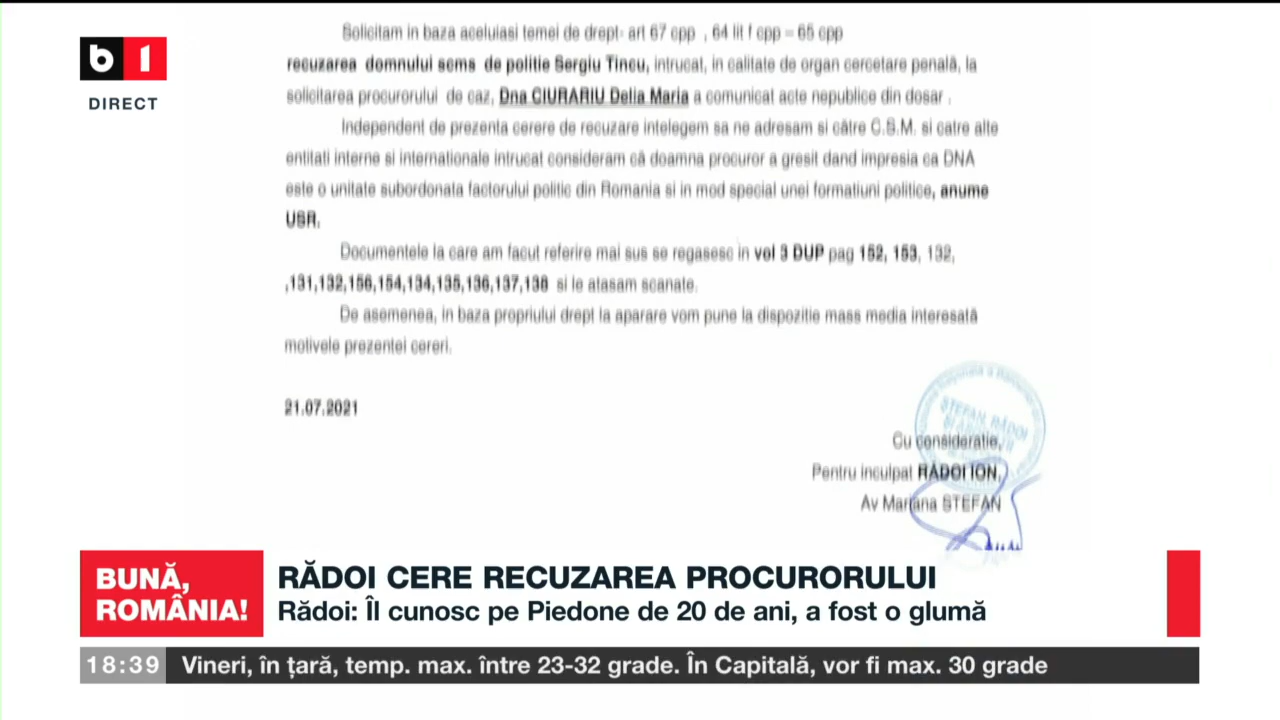 Solicitam in baza aceluiasi temei de drept- art 67 cpp , 64 lit f cpp – 65 cpp
recuzarea domnului scms de politie Sergiu Tincu, intrucat, in calitate de organ cercetare penală, la
solicitarea procurorului de caz, Dna CIURARIU Delia Maria a comunicat acte nepublice din dosar .
Independent de prezenta cerere de recuzare intelegem sa ne adresam si către C.S.M. si catre alte
entitati interne si internationale intrucat consideram că doamna procuror a gresit dand impresia ca DNA
este o unitate subordonata factorului politic din Romania si in mod special unei formatiuni politice, anume
USR.
Documentele la care am facut referire mai sus se regasesc in vol 3 DUP pag 152, 153, 132,
,131,132,156,154,134,135,136,137,138 si le atasam scanate.
De asemenea, in baza propriului drept la aparare vom pune la dispozitie mass media interesată
motivele prezentei cereri.
21.07.2021
Cu consideratie,
Pentru inculpat RĂDOI ION,
Av Mariana STEFAN
b 1
DIRECT
BUNĂ,
ROMÂNIA!
RĂDOI CERE RECUZAREA PROCURORULUI
Rădoi: Îl cunosc pe Piedone de 20 de ani, a fost o glumă
18:39 Vineri, în țară, temp. max. între 23-32 grade. În Capitală, vor fi max. 30 grade